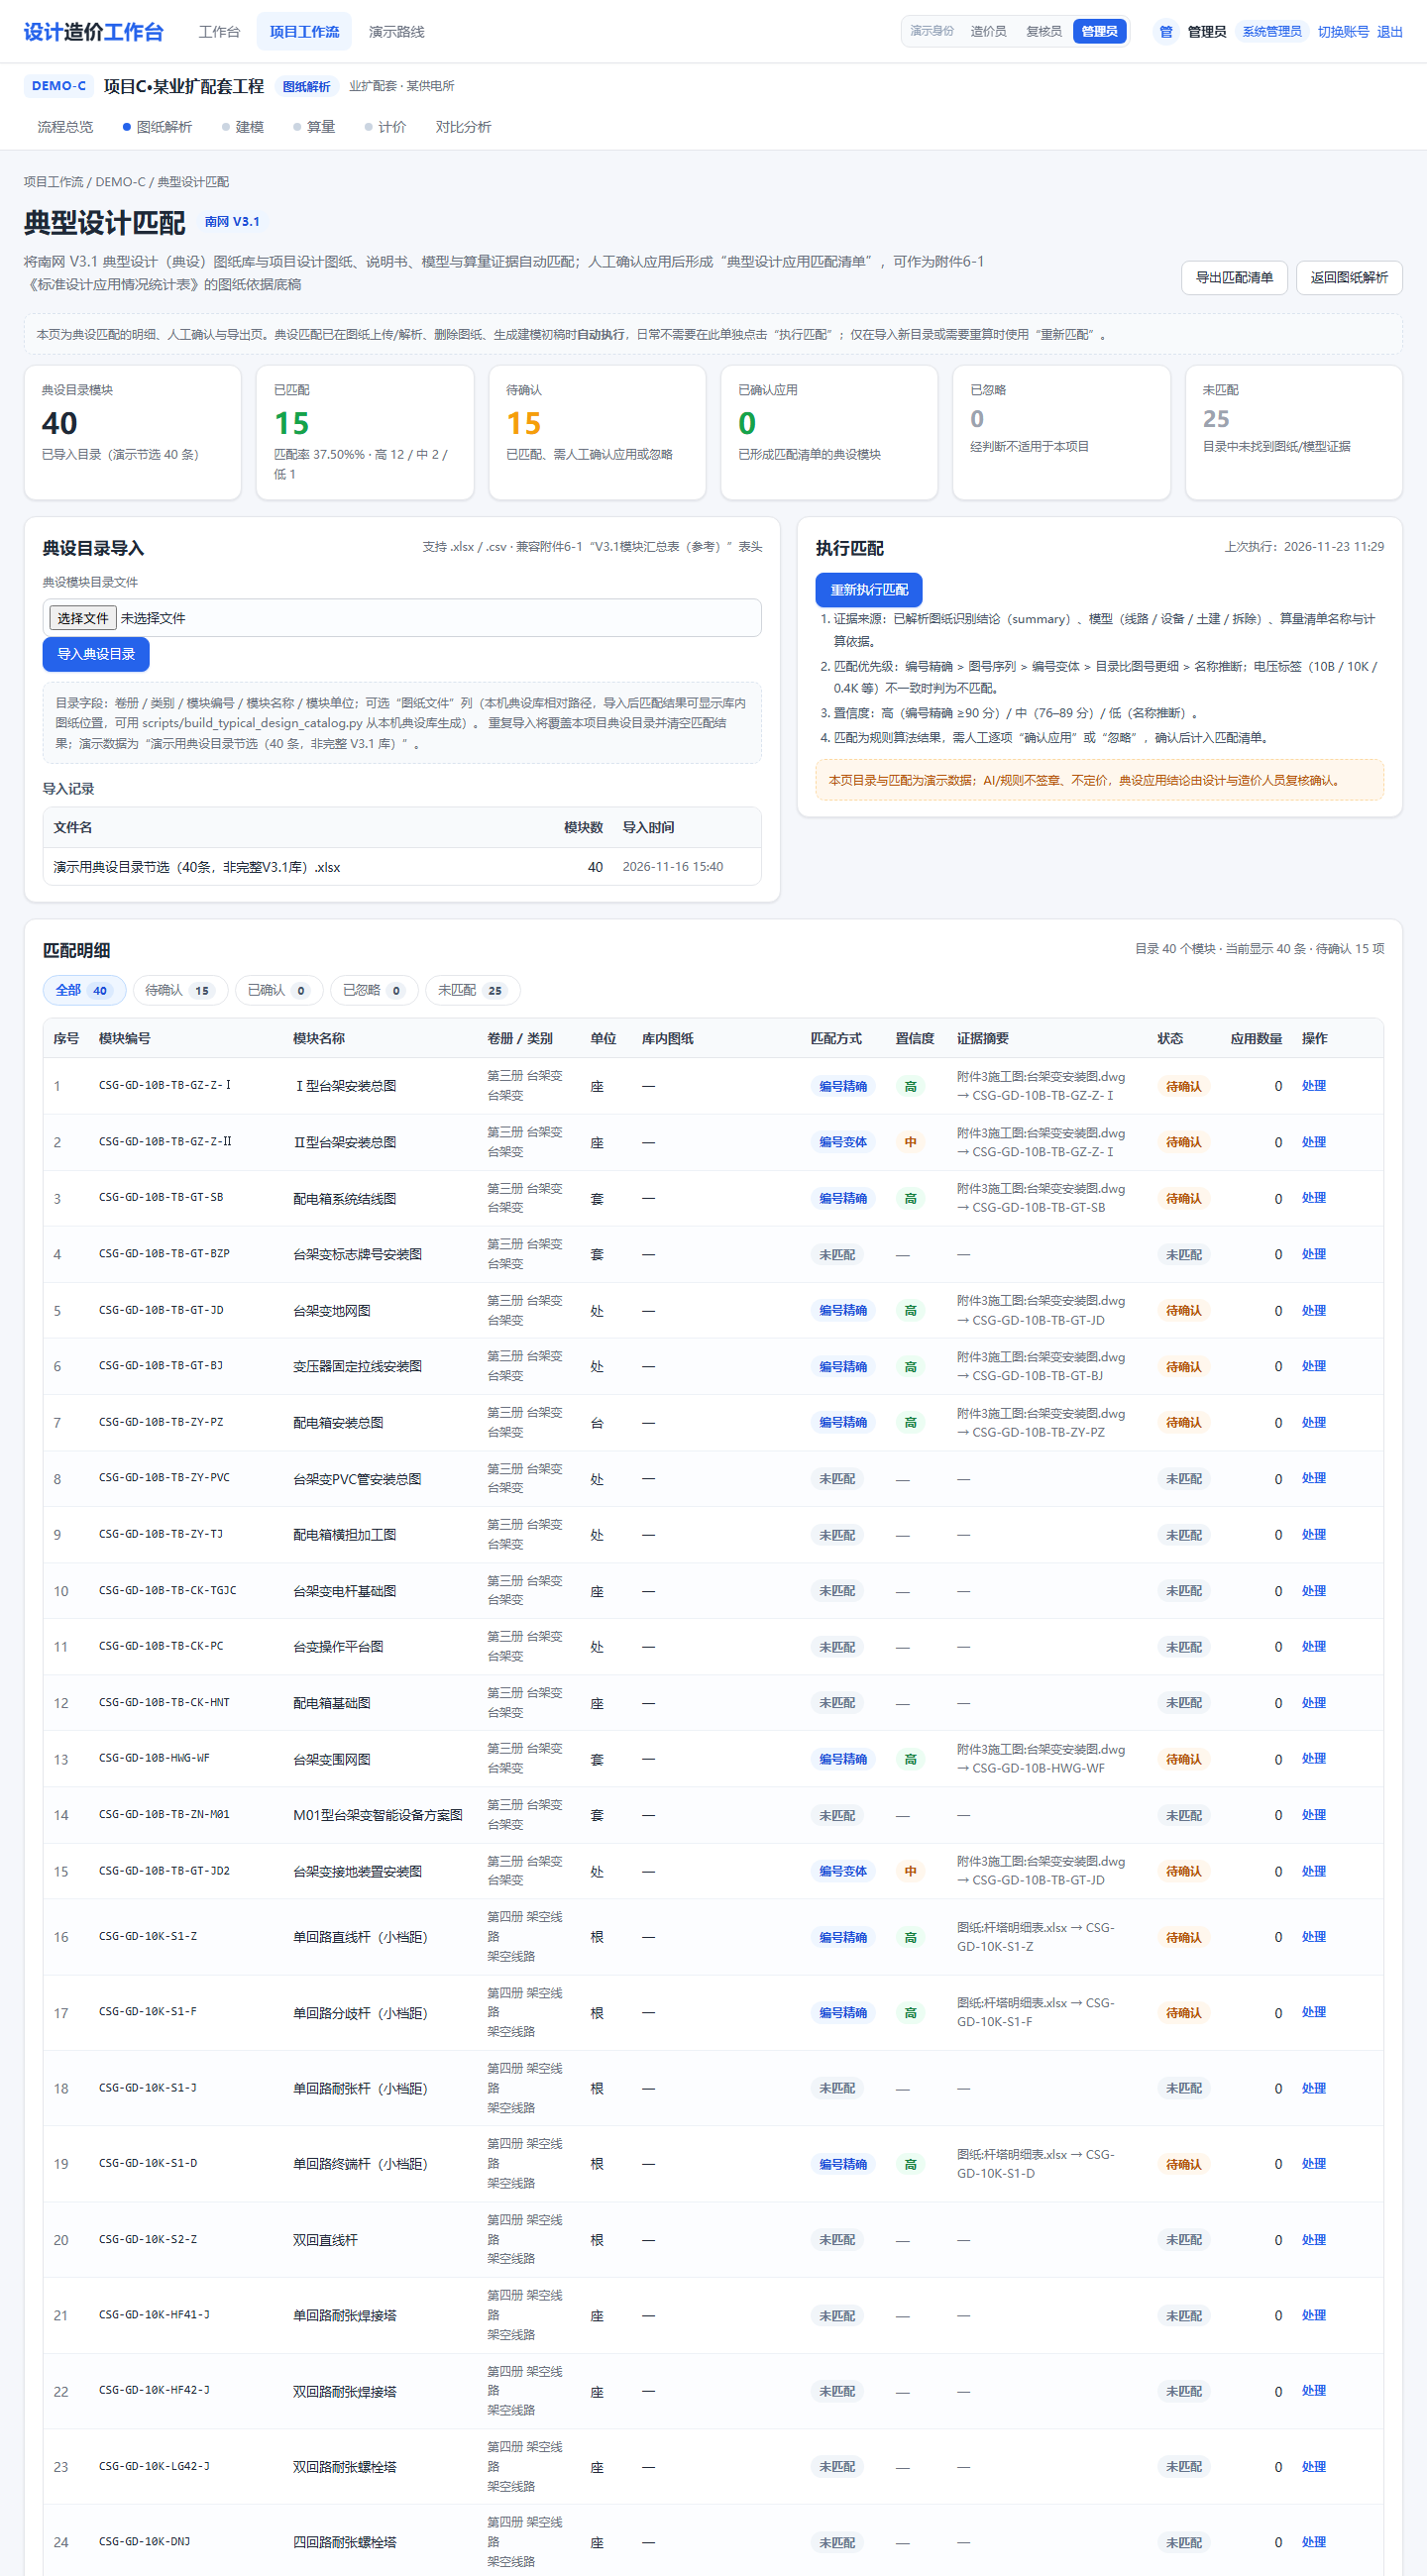 设计造价工作台 工作台 项目工作流 演示路线 演示身份 造价员 复核员 管理员 管 管理员 系统管理员 切换账号 退出
DEMO-C 项目C•某业扩配套工程 图纸解析 业扩配套 · 某供电所
流程总览 图纸解析 建模 算量 计价 对比分析
项目工作流 / DEMO-C / 典型设计匹配
典型设计匹配 南网 V3.1
将南网 V3.1 典型设计（典设）图纸库与项目设计图纸、说明书、模型与算量证据自动匹配；人工确认应用后形成“典型设计应用匹配清单”，可作为附件6-1
《标准设计应用情况统计表》的图纸依据底稿
导出匹配清单 返回图纸解析
本页为典设匹配的明细、人工确认与导出页。典设匹配已在图纸上传/解析、删除图纸、生成建模初稿时自动执行，日常不需要在此单独点击“执行匹配”；仅在导入新目录或需要重算时使用“重新匹配”。
典设目录模块
40
已导入目录（演示节选 40 条）
已匹配
15
匹配率 37.50%% · 高 12 / 中 2 /
低 1
待确认
15
已匹配、需人工确认应用或忽略
已确认应用
0
已形成匹配清单的典设模块
已忽略
0
经判断不适用于本项目
未匹配
25
目录中未找到图纸/模型证据
典设目录导入 支持 .xlsx / .csv · 兼容附件6-1“V3.1模块汇总表（参考）”表头
典设模块目录文件
选择文件 未选择文件
导入典设目录
目录字段：卷册 / 类别 / 模块编号 / 模块名称 / 模块单位；可选“图纸文件”列（本机典设库相对路径，导入后匹配结果可显示库内
图纸位置，可用 scripts/build_typical_design_catalog.py 从本机典设库生成）。重复导入将覆盖本项目典设目录并清空匹配结
果；演示数据为“演示用典设目录节选（40 条，非完整 V3.1 库）”。
导入记录
文件名 模块数 导入时间
演示用典设目录节选（40条，非完整V3.1库）.xlsx 40 2026-11-16 15:40
执行匹配 上次执行：2026-11-23 11:29
重新执行匹配
1. 证据来源：已解析图纸识别结论（summary）、模型（线路 / 设备 / 土建 / 拆除）、算量清单名称与计
算依据。
2. 匹配优先级：编号精确 > 图号序列 > 编号变体 > 目录比图号更细 > 名称推断；电压标签（10B / 10K /
0.4K 等）不一致时判为不匹配。
3. 置信度：高（编号精确 ≥90 分）/ 中（76–89 分）/ 低（名称推断）。
4. 匹配为规则算法结果，需人工逐项“确认应用”或“忽略”，确认后计入匹配清单。
本页目录与匹配为演示数据；AI/规则不签章、不定价，典设应用结论由设计与造价人员复核确认。
匹配明细 目录 40 个模块 · 当前显示 40 条 · 待确认 15 项
全部 40 待确认 15 已确认 0 已忽略 0 未匹配 25
序号 模块编号 模块名称 卷册 / 类别 单位 库内图纸 匹配方式 置信度 证据摘要 状态 应用数量 操作
1 CSG-GD-10B-TB-GZ-Z-Ⅰ Ⅰ型台架安装总图 第三册 台架变 台架变 座 — 编号精确 高 附件3施工图:台架变安装图.dwg → CSG-GD-10B-TB-GZ-Z-Ⅰ 待确认 0 处理
2 CSG-GD-10B-TB-GZ-Z-Ⅱ Ⅱ型台架安装总图 第三册 台架变 台架变 座 — 编号变体 中 附件3施工图:台架变安装图.dwg → CSG-GD-10B-TB-GZ-Z-Ⅰ 待确认 0 处理
3 CSG-GD-10B-TB-GT-SB 配电箱系统结线图 第三册 台架变 台架变 套 — 编号精确 高 附件3施工图:台架变安装图.dwg → CSG-GD-10B-TB-GT-SB 待确认 0 处理
4 CSG-GD-10B-TB-GT-BZP 台架变标志牌号安装图 第三册 台架变 台架变 套 — 未匹配 — — 未匹配 0 处理
5 CSG-GD-10B-TB-GT-JD 台架变地网图 第三册 台架变 台架变 处 — 编号精确 高 附件3施工图:台架变安装图.dwg → CSG-GD-10B-TB-GT-JD 待确认 0 处理
6 CSG-GD-10B-TB-GT-BJ 变压器固定拉线安装图 第三册 台架变 台架变 处 — 编号精确 高 附件3施工图:台架变安装图.dwg → CSG-GD-10B-TB-GT-BJ 待确认 0 处理
7 CSG-GD-10B-TB-ZY-PZ 配电箱安装总图 第三册 台架变 台架变 台 — 编号精确 高 附件3施工图:台架变安装图.dwg → CSG-GD-10B-TB-ZY-PZ 待确认 0 处理
8 CSG-GD-10B-TB-ZY-PVC 台架变PVC管安装总图 第三册 台架变 台架变 处 — 未匹配 — — 未匹配 0 处理
9 CSG-GD-10B-TB-ZY-TJ 配电箱横担加工图 第三册 台架变 台架变 处 — 未匹配 — — 未匹配 0 处理
10 CSG-GD-10B-TB-CK-TGJC 台架变电杆基础图 第三册 台架变 台架变 座 — 未匹配 — — 未匹配 0 处理
11 CSG-GD-10B-TB-CK-PC 台变操作平台图 第三册 台架变 台架变 处 — 未匹配 — — 未匹配 0 处理
12 CSG-GD-10B-TB-CK-HNT 配电箱基础图 第三册 台架变 台架变 座 — 未匹配 — — 未匹配 0 处理
13 CSG-GD-10B-HWG-WF 台架变围网图 第三册 台架变 台架变 套 — 编号精确 高 附件3施工图:台架变安装图.dwg → CSG-GD-10B-HWG-WF 待确认 0 处理
14 CSG-GD-10B-TB-ZN-M01 M01型台架变智能设备方案图 第三册 台架变 台架变 套 — 未匹配 — — 未匹配 0 处理
15 CSG-GD-10B-TB-GT-JD2 台架变接地装置安装图 第三册 台架变 台架变 处 — 编号变体 中 附件3施工图:台架变安装图.dwg → CSG-GD-10B-TB-GT-JD 待确认 0 处理
16 CSG-GD-10K-S1-Z 单回路直线杆（小档距） 第四册 架空线路 架空线路 根 — 编号精确 高 图纸:杆塔明细表.xlsx → CSG-GD-10K-S1-Z 待确认 0 处理
17 CSG-GD-10K-S1-F 单回路分歧杆（小档距） 第四册 架空线路 架空线路 根 — 编号精确 高 图纸:杆塔明细表.xlsx → CSG-GD-10K-S1-F 待确认 0 处理
18 CSG-GD-10K-S1-J 单回路耐张杆（小档距） 第四册 架空线路 架空线路 根 — 未匹配 — — 未匹配 0 处理
19 CSG-GD-10K-S1-D 单回路终端杆（小档距） 第四册 架空线路 架空线路 根 — 编号精确 高 图纸:杆塔明细表.xlsx → CSG-GD-10K-S1-D 待确认 0 处理
20 CSG-GD-10K-S2-Z 双回直线杆 第四册 架空线路 架空线路 根 — 未匹配 — — 未匹配 0 处理
21 CSG-GD-10K-HF41-J 单回路耐张焊接塔 第四册 架空线路 架空线路 座 — 未匹配 — — 未匹配 0 处理
22 CSG-GD-10K-HF42-J 双回路耐张焊接塔 第四册 架空线路 架空线路 座 — 未匹配 — — 未匹配 0 处理
23 CSG-GD-10K-LG42-J 双回路耐张螺栓塔 第四册 架空线路 架空线路 座 — 未匹配 — — 未匹配 0 处理
24 CSG-GD-10K-DNJ 四回路耐张螺栓塔 第四册 架空线路 架空线路 座 — 未匹配 — — 未匹配 0 处理